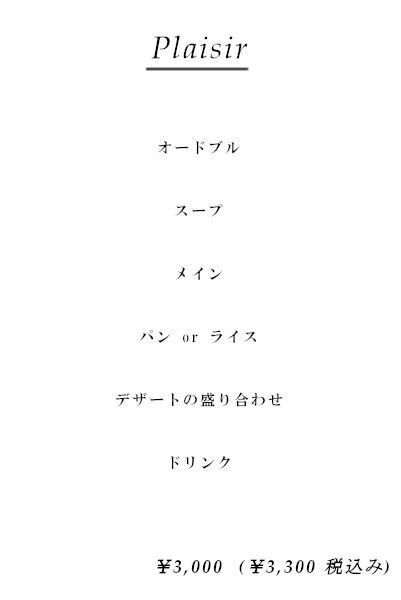 Plaisir
オードブル
スープ
メイン
パン or ライス
デザートの盛り合わせ
ドリンク
¥3,000 (¥3,300 税込み)